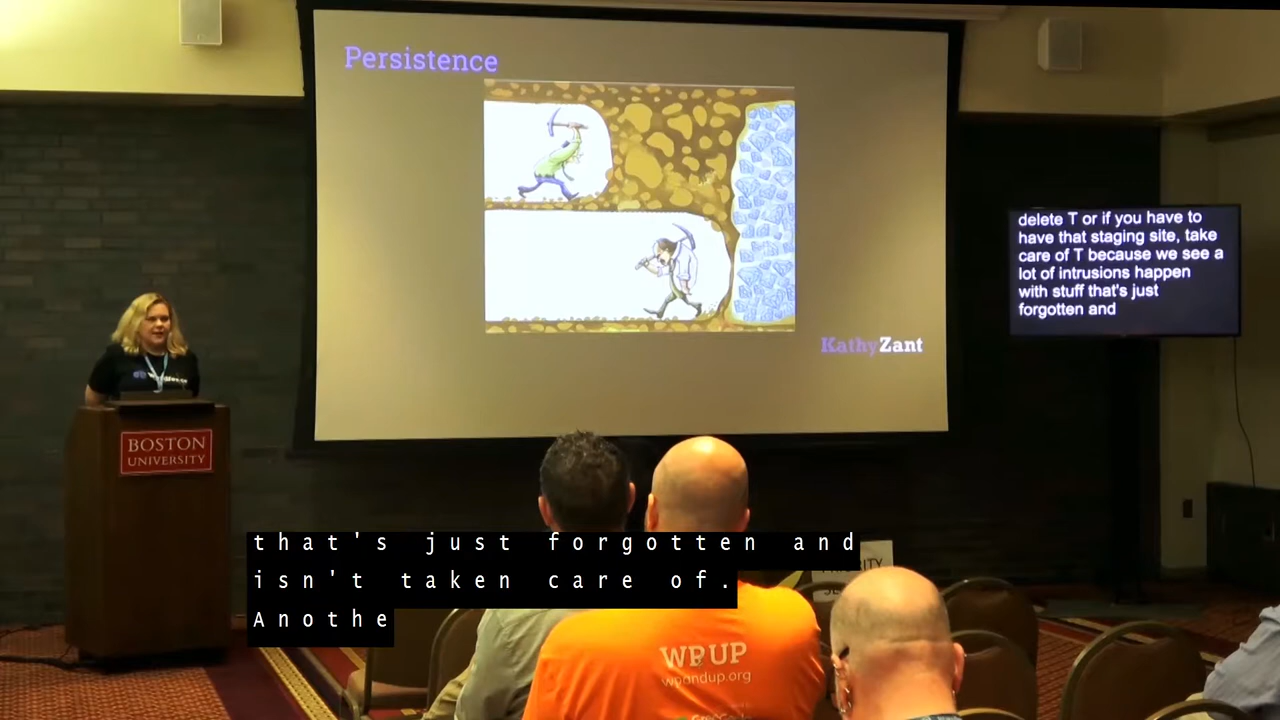 Persistence
KathyZant
delete T or if you have to
have that staging site, take
care of T because we see a
lot of intrusions happen
with stuff that's just
forgotten and
BOSTON
UNIVERSITY
that's just forgotten and
isn't taken care of.
Anothe
WP UP
wpandup.org